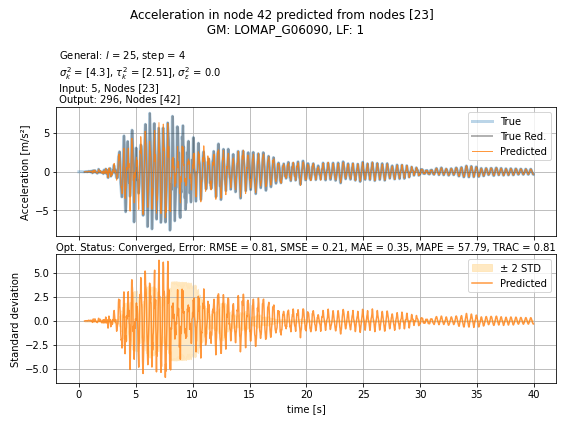 Acceleration in node 42 predicted from nodes [23]
GM: LOMAP_G06090, LF: 1
General: l = 25, step = 4
σ²ₖ = [4.3], τ²ₖ = [2.51], σ²ε = 0.0
Input: 5, Nodes [23]
Output: 296, Nodes [42]
Acceleration [m/s²]
5
0
−5
True
True Red.
Predicted
Opt. Status: Converged, Error: RMSE = 0.81, SMSE = 0.21, MAE = 0.35, MAPE = 57.79, TRAC = 0.81
Standard deviation
5.0
2.5
0.0
−2.5
−5.0
± 2 STD
Predicted
0 5 10 15 20 25 30 35 40
time [s]